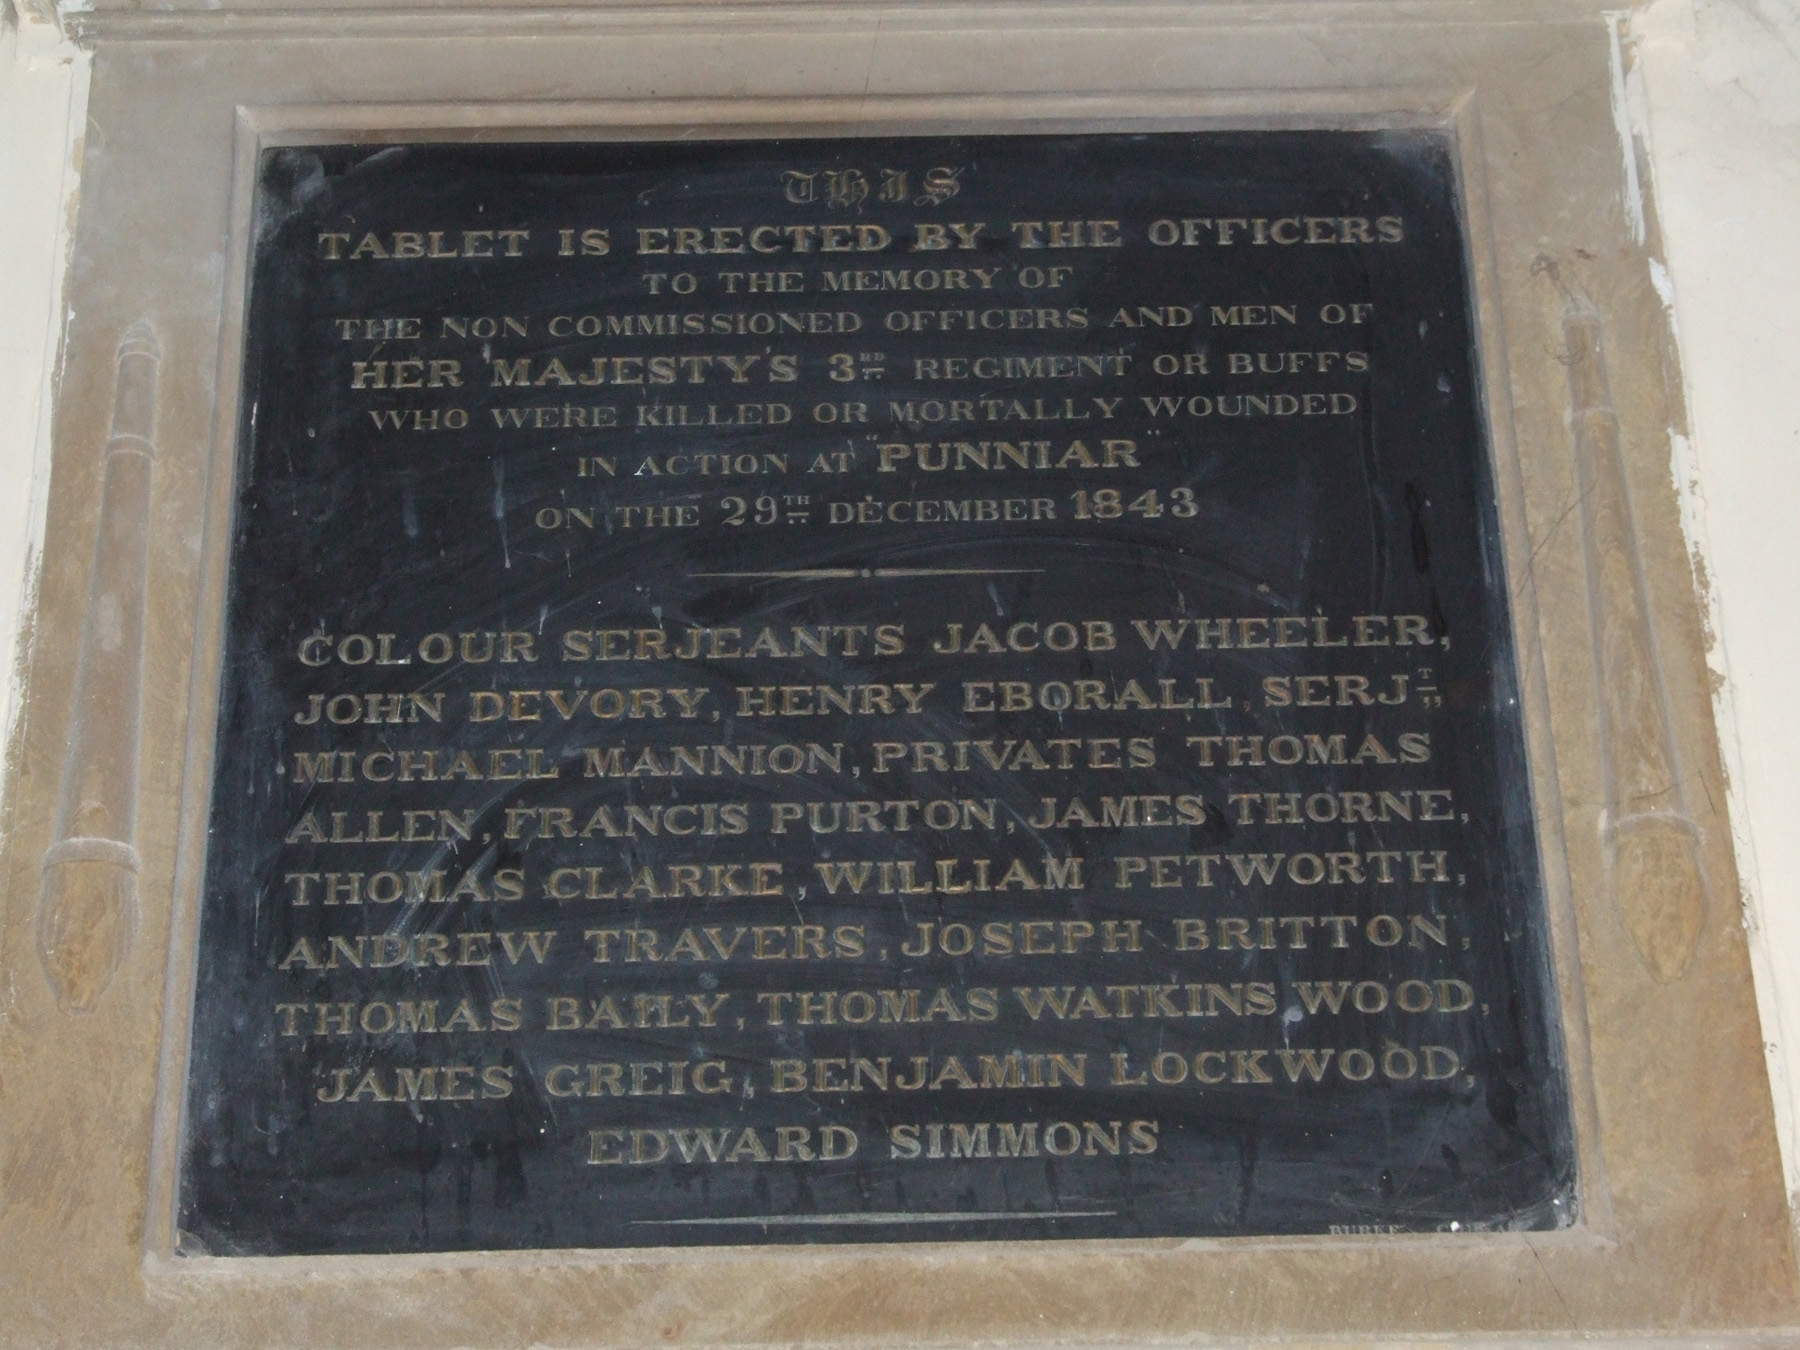 THIS
TABLET IS ERECTED BY THE OFFICERS
TO THE MEMORY OF
THE NON COMMISSIONED OFFICERS AND MEN OF
HER MAJESTY'S 3RD REGIMENT OR BUFFS
WHO WERE KILLED OR MORTALLY WOUNDED
IN ACTION AT "PUNNIAR"
ON THE 29TH DECEMBER 1843
COLOUR SERJEANTS JACOB WHEELER,
JOHN DEVORY, HENRY EBORALL, SERJT,,
MICHAEL MANNION, PRIVATES THOMAS
ALLEN, FRANCIS PURTON, JAMES THORNE,
THOMAS CLARKE, WILLIAM PETWORTH,
ANDREW TRAVERS, JOSEPH BRITTON,
THOMAS BAILY, THOMAS WATKINS WOOD,
JAMES GREIG, BENJAMIN LOCKWOOD,
EDWARD SIMMONS
BURKE